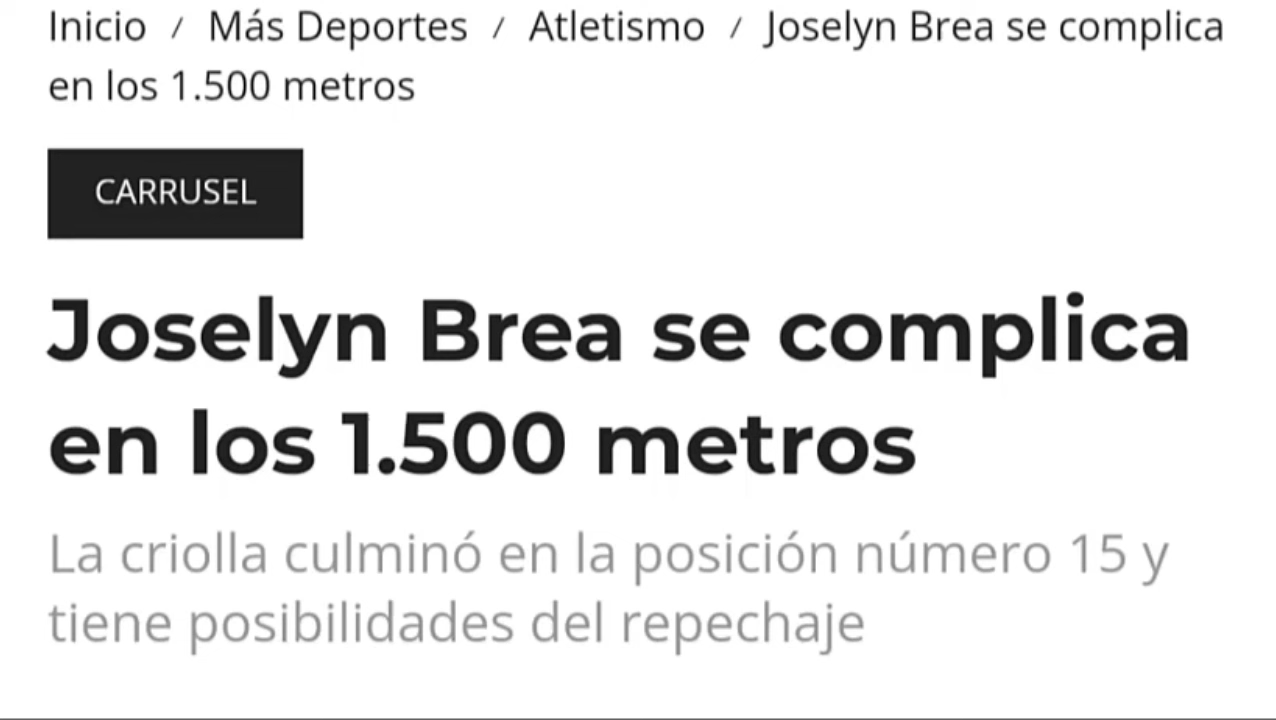 Inicio / Más Deportes / Atletismo / Joselyn Brea se complica
en los 1.500 metros
CARRUSEL
Joselyn Brea se complica
en los 1.500 metros
La criolla culminó en la posición número 15 y
tiene posibilidades del repechaje